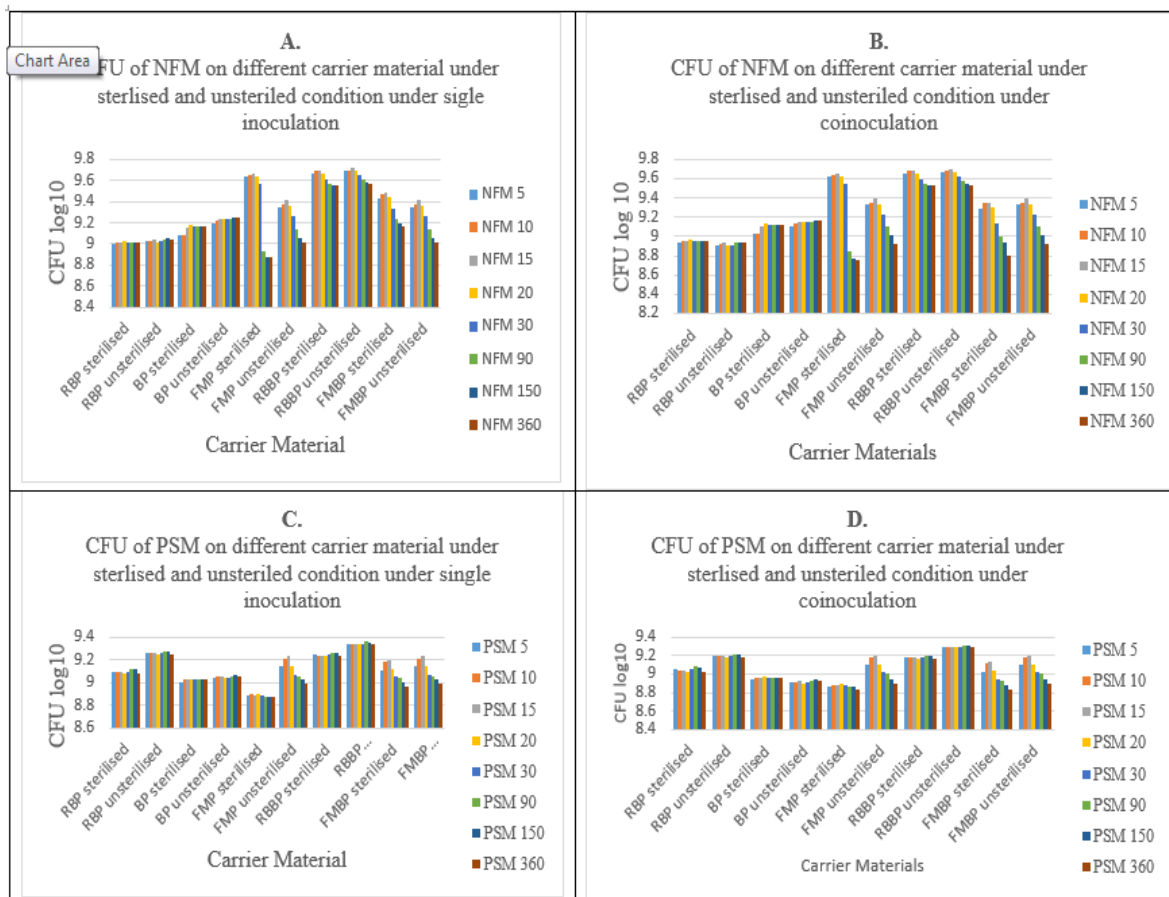 A.
Chart Area
FU of NFM on different carrier material under
sterlised and unsteriled condition under sigle
inoculation
CFU log10
9.8
9.6
9.4
9.2
9
8.8
8.6
8.4
RBP sterilised
RBP unsterilised
BP sterilised
BP unsterilised
FMP sterilised
FMP unsterilised
RBBP sterilised
RBBP unsterilised
FMBP sterilised
FMBP unsterilised
Carrier Material
NFM 5
NFM 10
NFM 15
NFM 20
NFM 30
NFM 90
NFM 150
NFM 360
B.
CFU of NFM on different carrier material under
sterlised and unsteriled condition under
coinoculation
CFU log 10
9.8
9.6
9.4
9.2
9
8.8
8.6
8.4
8.2
RBP sterilised
RBP unsterilised
BP sterilised
BP unsterilised
FMP sterilised
FMP unsterilised
RBBP sterilised
RBBP unsterilised
FMBP sterilised
FMBP unsterilised
Carrier Materials
NFM 5
NFM 10
NFM 15
NFM 20
NFM 30
NFM 90
NFM 150
NFM 360
C.
CFU of PSM on different carrier material under
sterlised and unsteriled condition under single
inoculation
CFU log10
9.4
9.2
9
8.8
8.6
RBP sterilised
RBP unsterilised
BP sterilised
BP unsterilised
FMP sterilised
FMP unsterilised
RBBP sterilised
RBBP...
FMBP sterilised
FMBP...
Carrier Material
PSM 5
PSM 10
PSM 15
PSM 20
PSM 30
PSM 90
PSM 150
PSM 360
D.
CFU of PSM on different carrier material under
sterlised and unsteriled condition under
coinoculation
CFU log10
9.4
9.2
9
8.8
8.6
8.4
RBP sterilised
RBP unsterilised
BP sterilised
BP unsterilised
FMP sterilised
FMP unsterilised
RBBP sterilised
RBBP unsterilised
FMBP sterilised
FMBP unsterilised
Carrier Materials
PSM 5
PSM 10
PSM 15
PSM 20
PSM 30
PSM 90
PSM 150
PSM 360